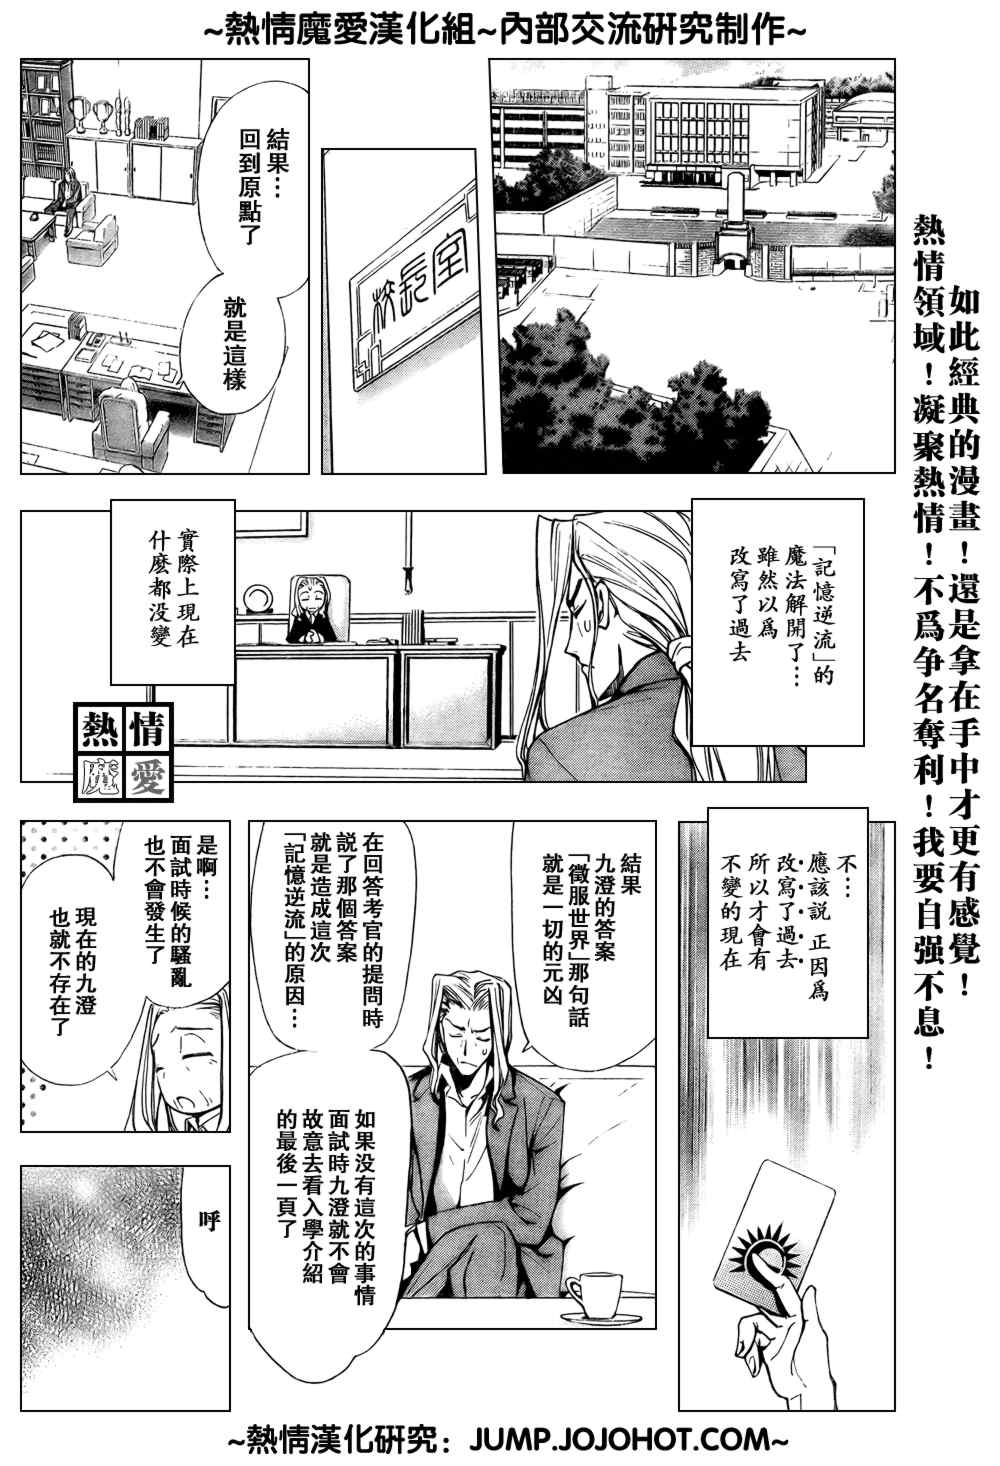 ~熱情魔愛漢化組~內部交流研究制作~
如此經典的漫畫！還是拿在手中才更有感覺！
熱情領域！凝聚熱情！不爲争名奪利！我要自强不息！
校長室
結果…
回到原點了
就是這樣
「記憶逆流」的
魔法解開了…
雖然以爲
改寫了過去
實際上現在
什麽都没變
熱情
魔愛
不…
應該説 正因爲
改寫了過去
所以才會有
不變的現在
結果
九澄的答案
「徵服世界」那句話
就是一切的元凶
在回答考官的提問時
説了那個答案
就是造成這次
「記憶逆流」的原因…
如果没有這次的事情
面試時九澄就不會
故意去看入學介紹
的最後一頁了
是啊…
面試時候的騷亂
也不會發生了
現在的九澄
也就不存在了
呼
~熱情漢化研究：JUMP.JOJOHOT.COM~